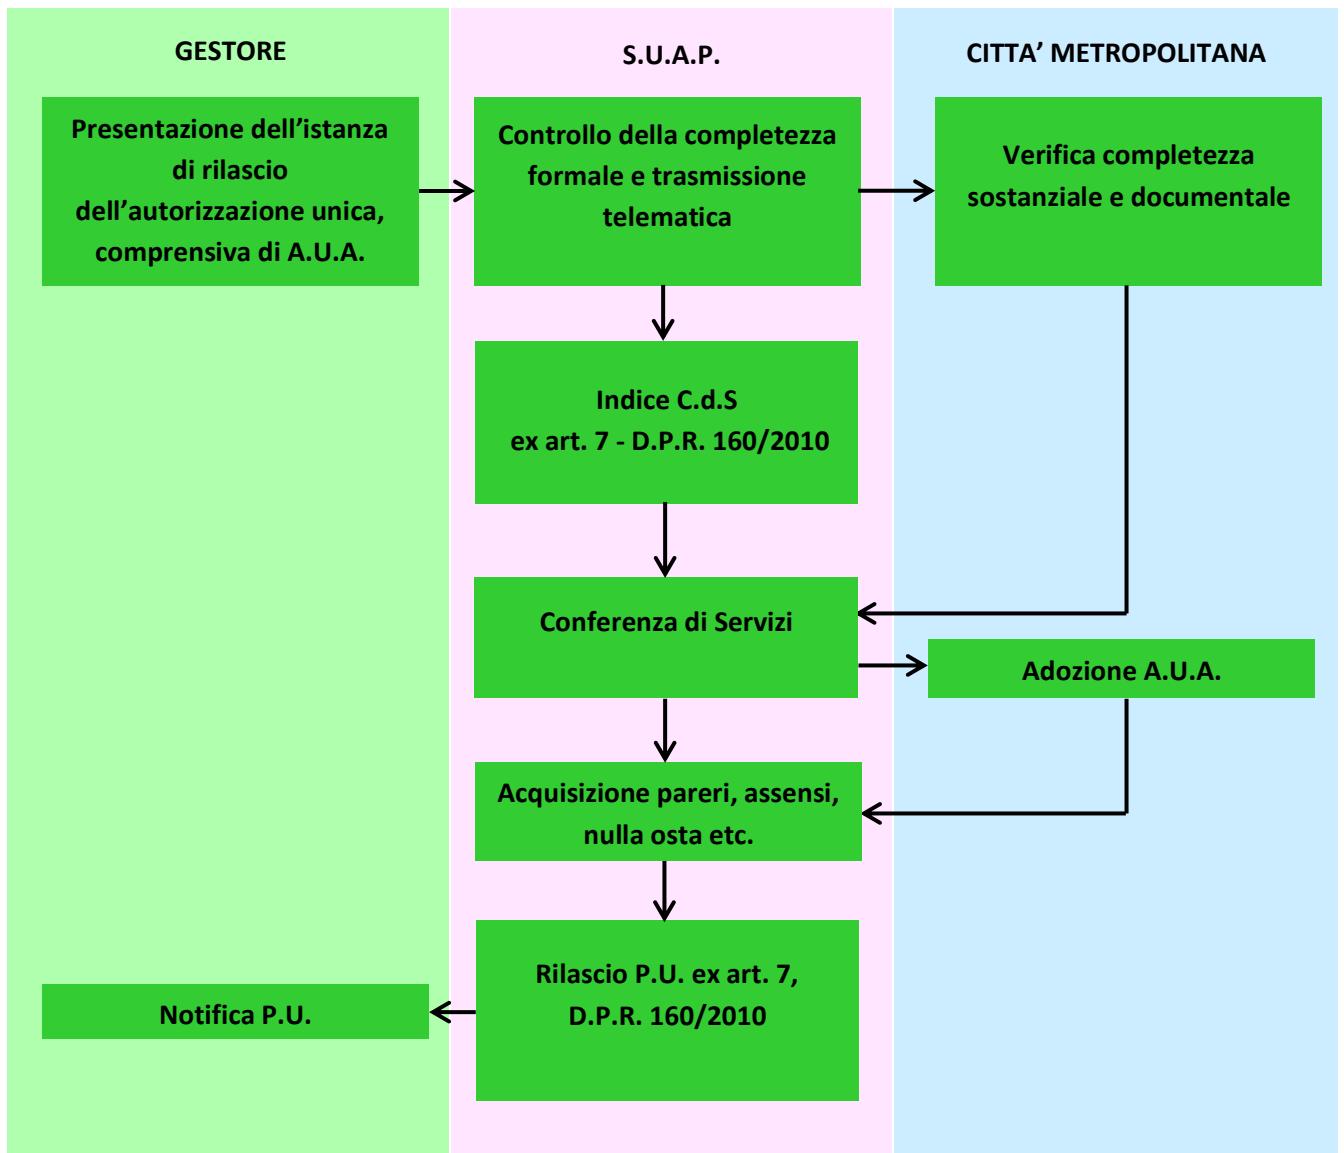 GESTORE
S.U.A.P.
CITTA’ METROPOLITANA
Presentazione dell’istanza
di rilascio
dell’autorizzazione unica,
comprensiva di A.U.A.
Controllo della completezza
formale e trasmissione
telematica
Verifica completezza
sostanziale e documentale
Indice C.d.S
ex art. 7 - D.P.R. 160/2010
Conferenza di Servizi
Adozione A.U.A.
Acquisizione pareri, assensi,
nulla osta etc.
Rilascio P.U. ex art. 7,
D.P.R. 160/2010
Notifica P.U.